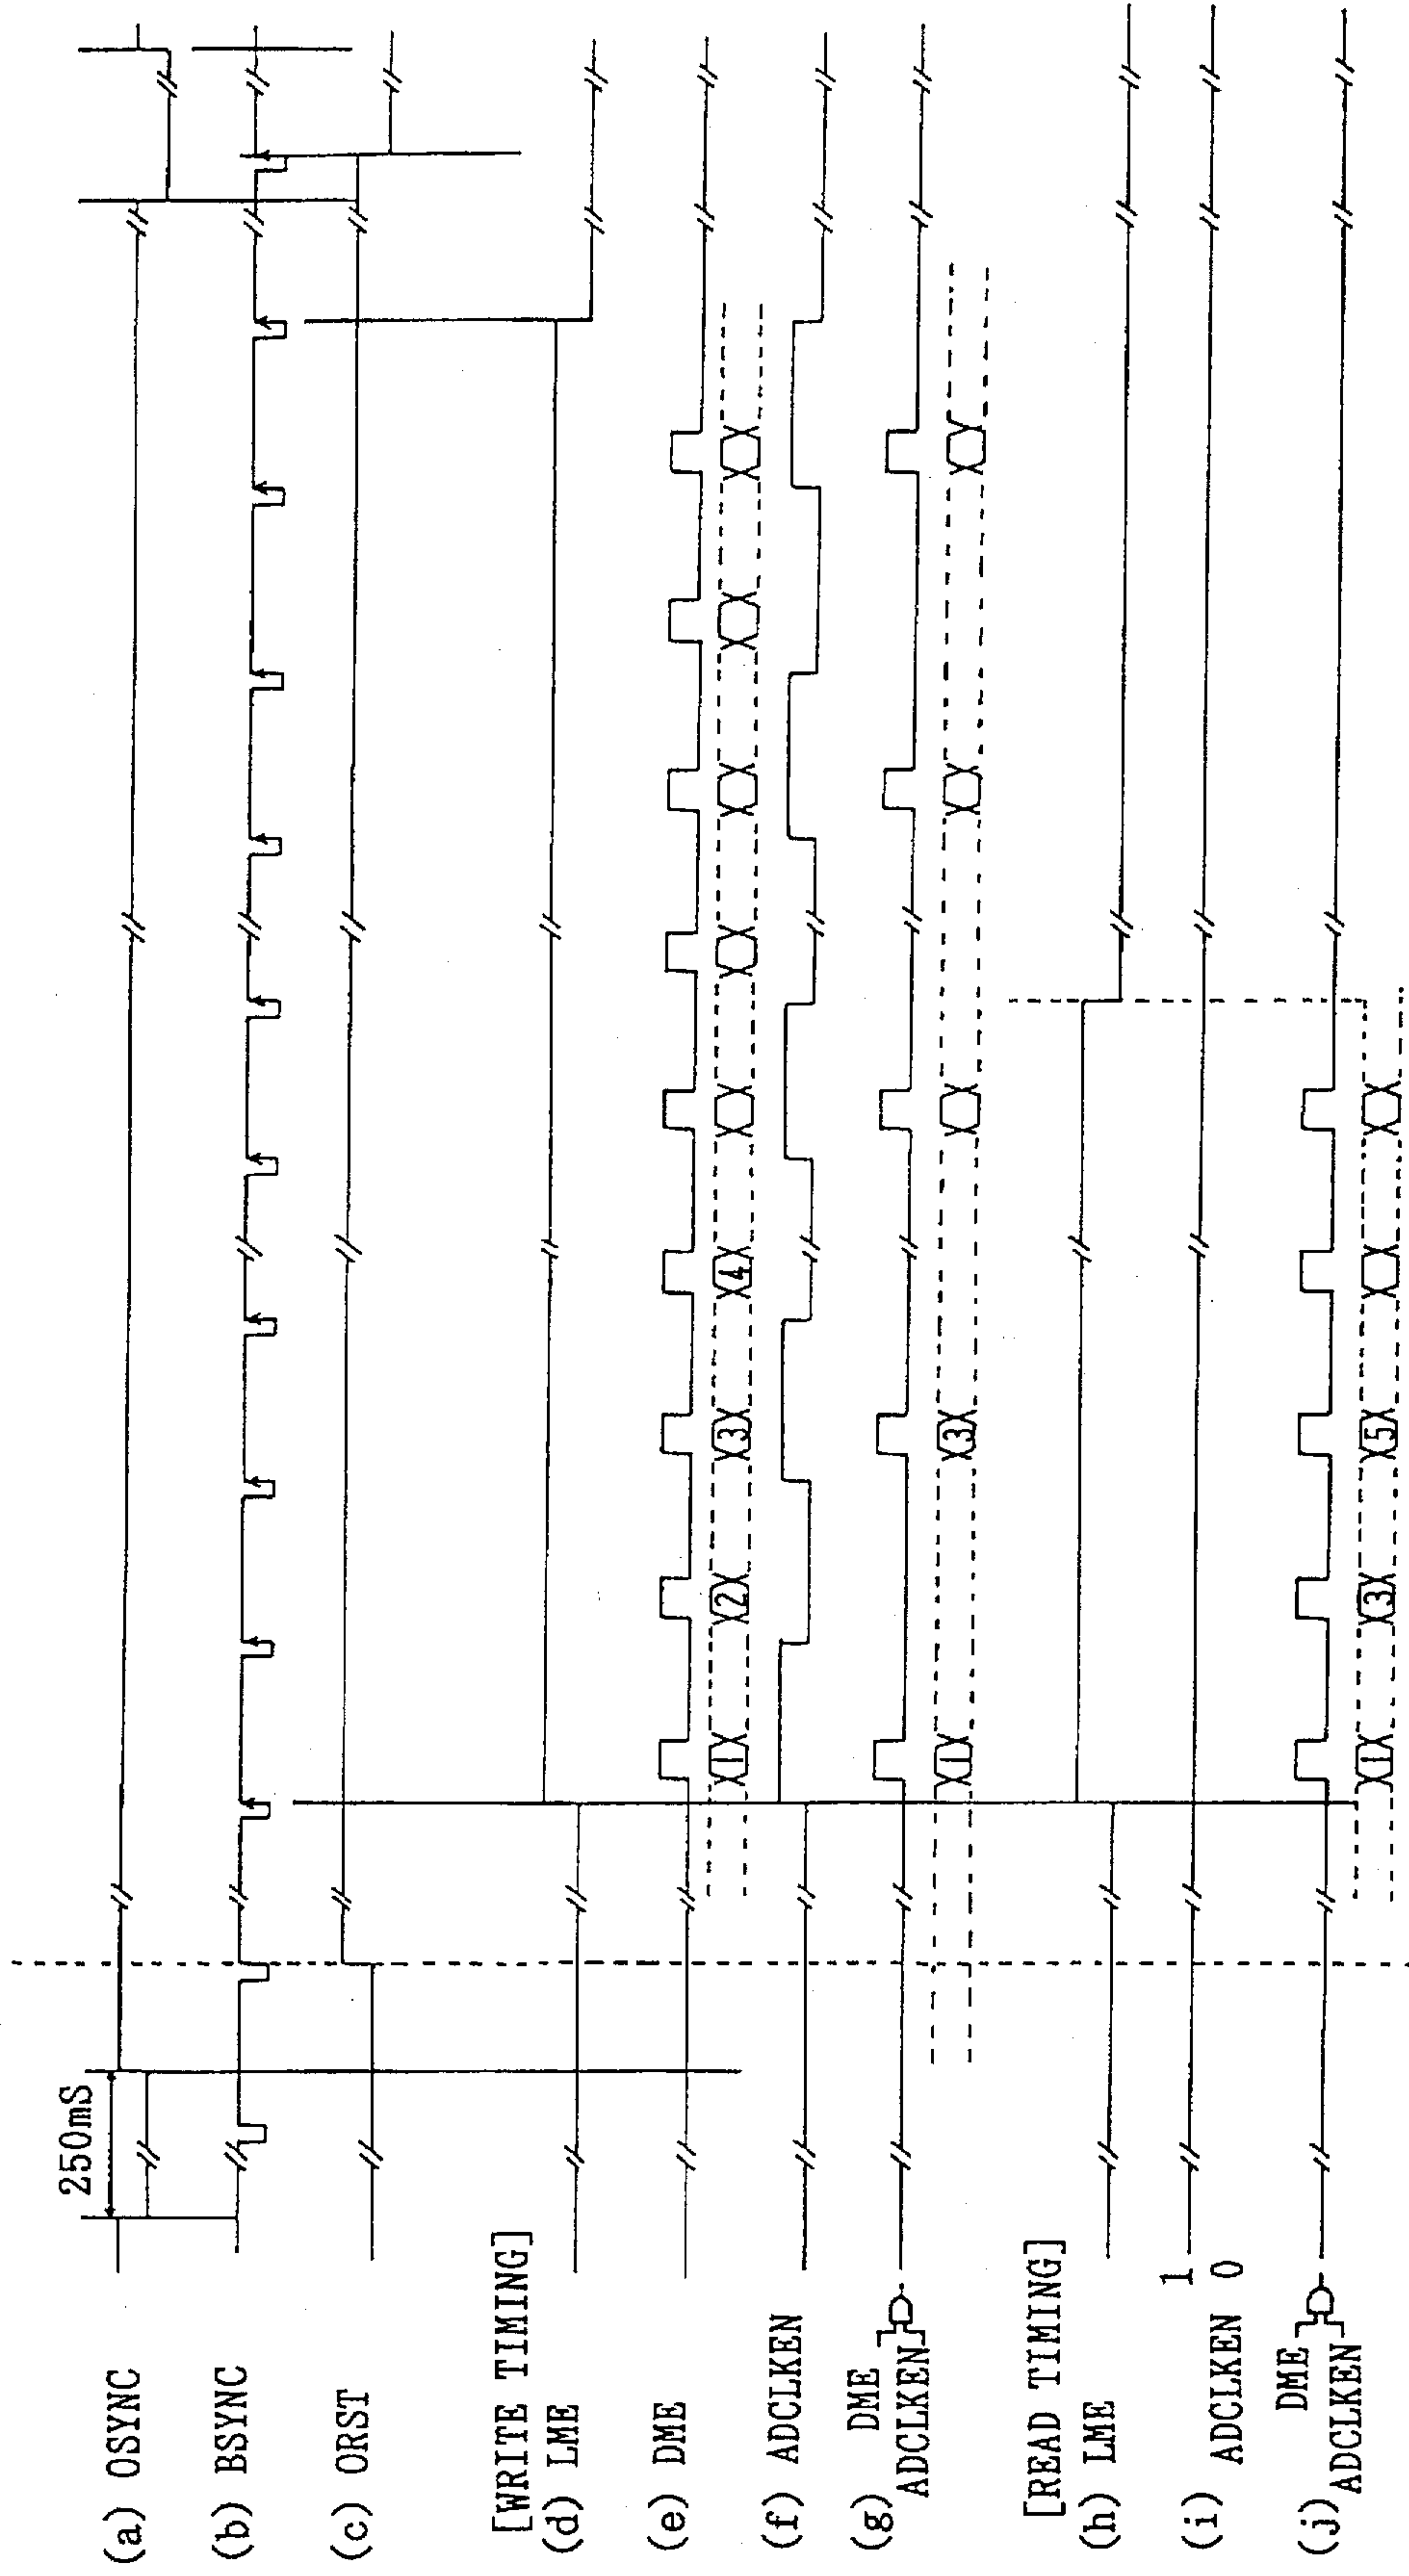 250mS
(a) OSYNC
(b) BSYNC
(c) ORST
[WRITE TIMING]
(d) LME
(e) DME
1 2 3 4
(f) ADCLKEN
(g) DME
ADCLKEN
1 3
[READ TIMING]
(h) LME
1
(i) ADCLKEN 0
(j) DME
ADCLKEN
1 3 5